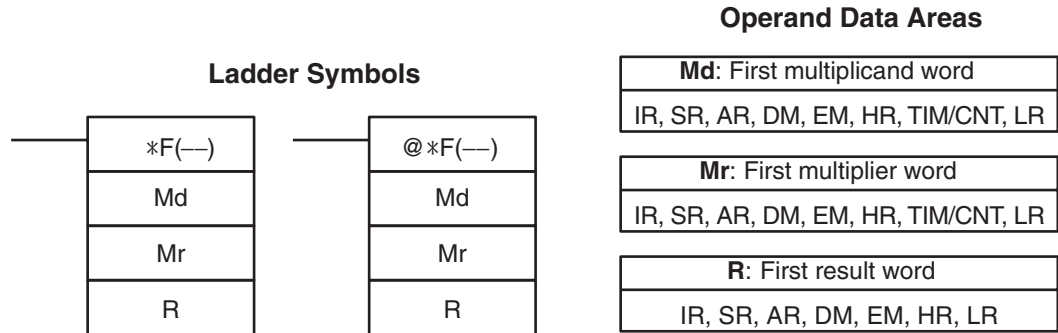 Ladder Symbols
*F(––)
Md
Mr
R
@*F(––)
Md
Mr
R
Operand Data Areas
Md: First multiplicand word
IR, SR, AR, DM, EM, HR, TIM/CNT, LR
Mr: First multiplier word
IR, SR, AR, DM, EM, HR, TIM/CNT, LR
R: First result word
IR, SR, AR, DM, EM, HR, LR